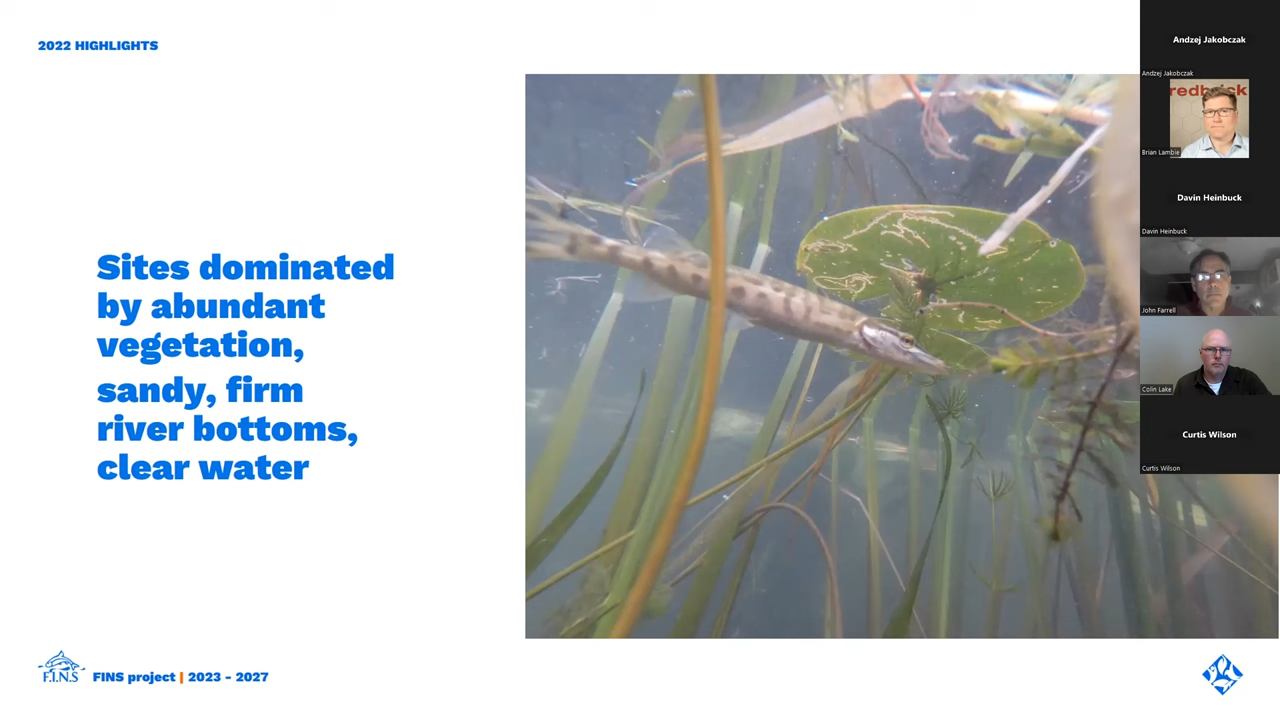 2022 HIGHLIGHTS
Sites dominated
by abundant
vegetation,
sandy, firm
river bottoms,
clear water
F.I.N.S
FINS project | 2023 - 2027
Andzej Jakobczak
Andzej Jakobczak
redbrick
Brian Lambie
Davin Heinbuck
Davin Heinbuck
John Farrell
Colin Lake
Curtis Wilson
Curtis Wilson